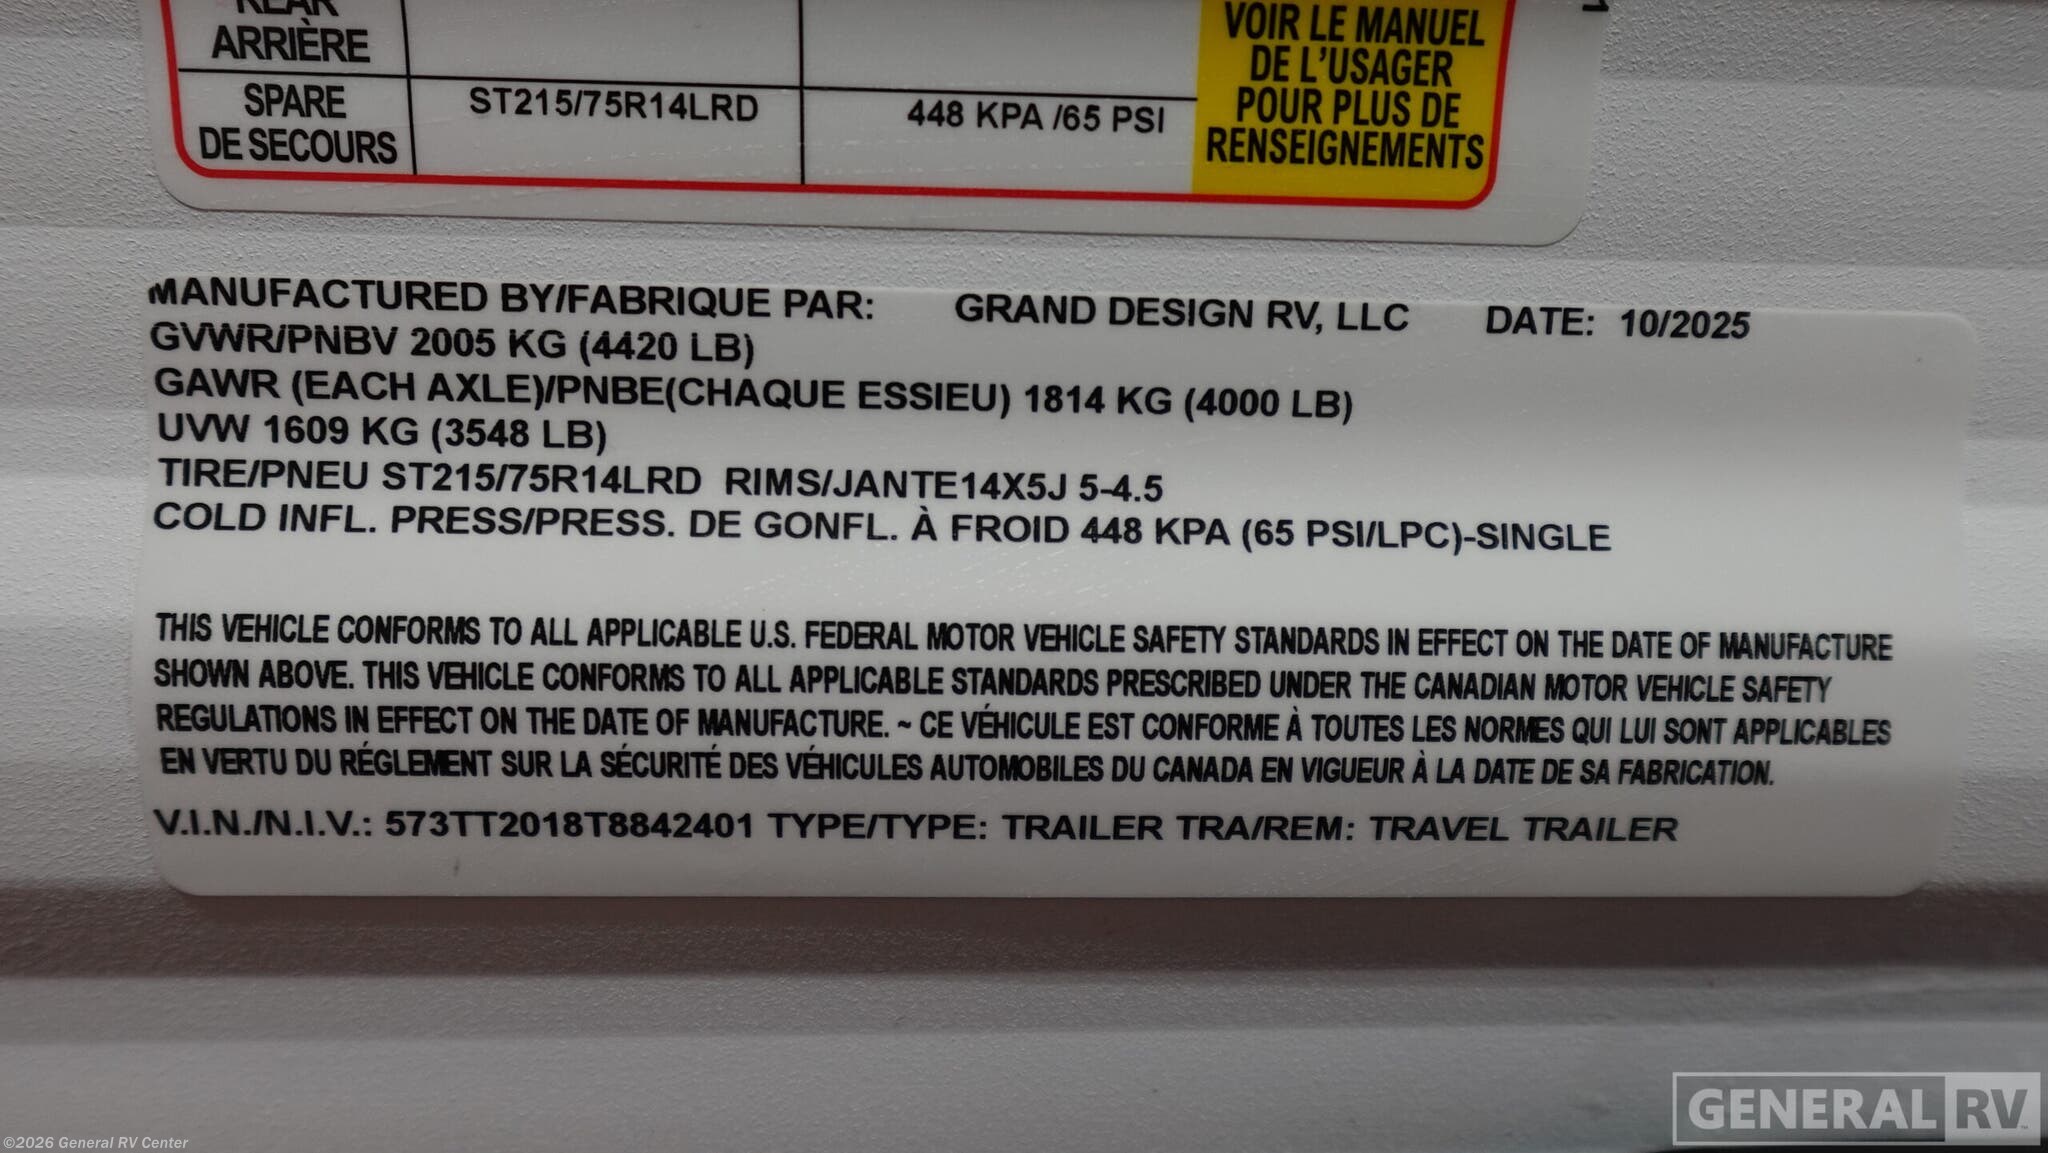 REAR
ARRIÈRE
SPARE
DE SECOURS
ST215/75R14LRD
448 KPA /65 PSI
VOIR LE MANUEL
DE L'USAGER
POUR PLUS DE
RENSEIGNEMENTS
MANUFACTURED BY/FABRIQUE PAR: GRAND DESIGN RV, LLC DATE: 10/2025
GVWR/PNBV 2005 KG (4420 LB)
GAWR (EACH AXLE)/PNBE(CHAQUE ESSIEU) 1814 KG (4000 LB)
UVW 1609 KG (3548 LB)
TIRE/PNEU ST215/75R14LRD RIMS/JANTE14X5J 5-4.5
COLD INFL. PRESS/PRESS. DE GONFL. À FROID 448 KPA (65 PSI/LPC)-SINGLE
THIS VEHICLE CONFORMS TO ALL APPLICABLE U.S. FEDERAL MOTOR VEHICLE SAFETY STANDARDS IN EFFECT ON THE DATE OF MANUFACTURE
SHOWN ABOVE. THIS VEHICLE CONFORMS TO ALL APPLICABLE STANDARDS PRESCRIBED UNDER THE CANADIAN MOTOR VEHICLE SAFETY
REGULATIONS IN EFFECT ON THE DATE OF MANUFACTURE. ~ CE VÉHICULE EST CONFORME À TOUTES LES NORMES QUI LUI SONT APPLICABLES
EN VERTU DU RÉGLEMENT SUR LA SÉCURITÉ DES VÉHICULES AUTOMOBILES DU CANADA EN VIGUEUR À LA DATE DE SA FABRICATION.
V.I.N./N.I.V.: 573TT2018T8842401 TYPE/TYPE: TRAILER TRA/REM: TRAVEL TRAILER
GENERAL RV
©2026 General RV Center